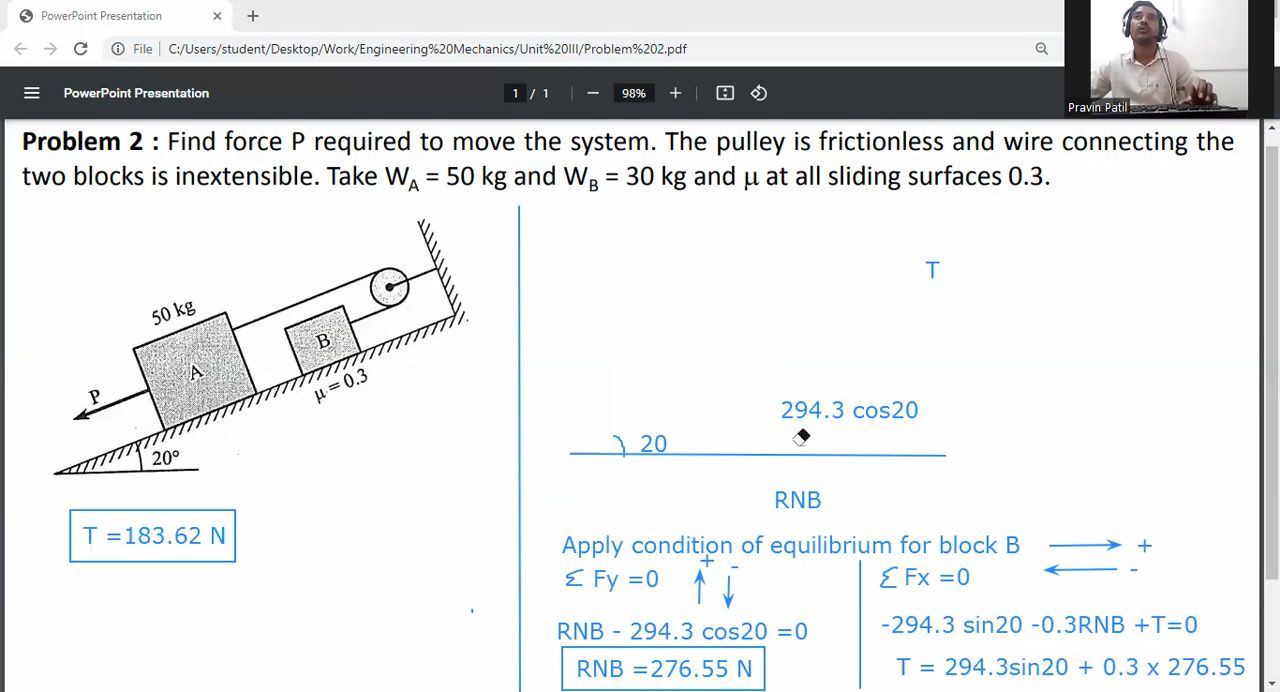 PowerPoint Presentation
File
C:/Users/student/Desktop/Work/Engineering%20Mechanics/Unit%20III/Problem%202.pdf
PowerPoint Presentation
1 / 1
98%
Pravin Patil
Problem 2 : Find force P required to move the system. The pulley is frictionless and wire connecting the
two blocks is inextensible. Take WA = 50 kg and WB = 30 kg and μ at all sliding surfaces 0.3.
50 kg
A
B
P
μ = 0.3
20°
T =183.62 N
T
294.3 cos20
20
RNB
Apply condition of equilibrium for block B
+
-
Σ Fy =0
+
-
RNB - 294.3 cos20 =0
RNB =276.55 N
Σ Fx =0
-294.3 sin20 -0.3RNB +T=0
T = 294.3sin20 + 0.3 x 276.55